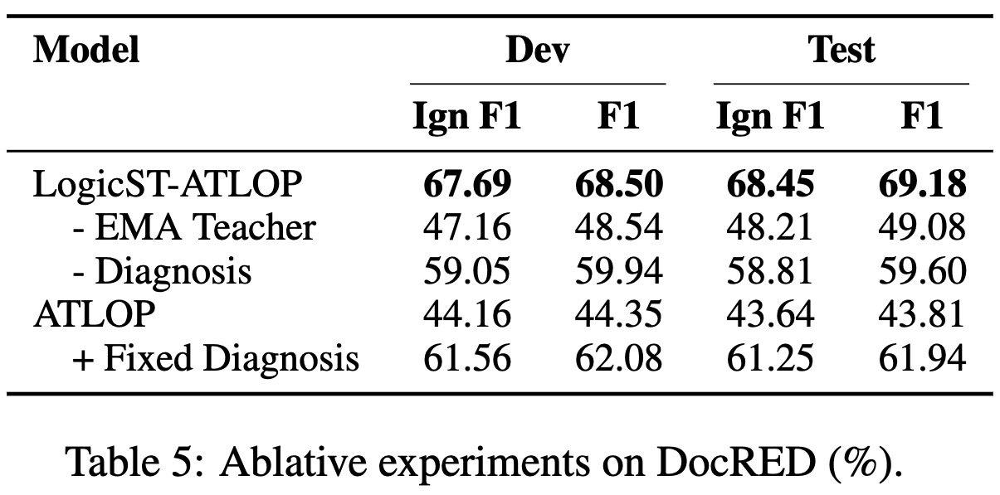 Model Dev Test
Ign F1 F1 Ign F1 F1
LogicST-ATLOP 67.69 68.50 68.45 69.18
- EMA Teacher 47.16 48.54 48.21 49.08
- Diagnosis 59.05 59.94 58.81 59.60
ATLOP 44.16 44.35 43.64 43.81
+ Fixed Diagnosis 61.56 62.08 61.25 61.94
Table 5: Ablative experiments on DocRED (%).